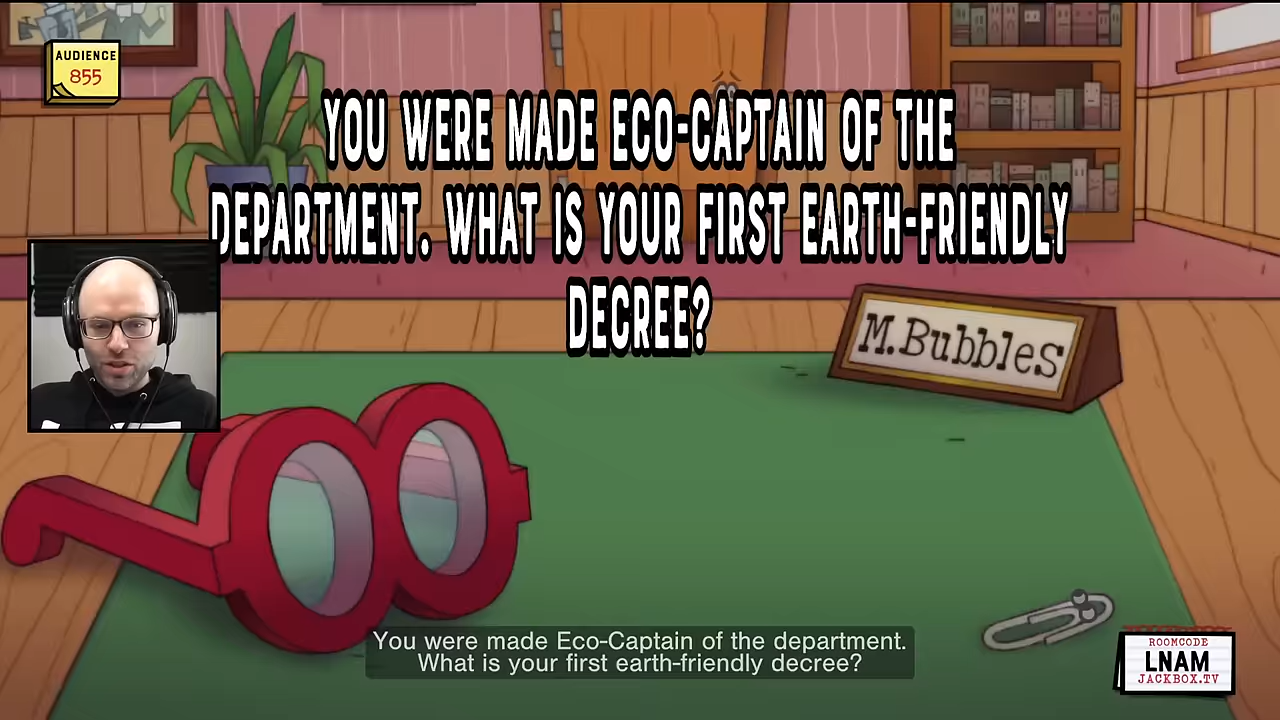 AUDIENCE
855
YOU WERE MADE ECO-CAPTAIN OF THE
DEPARTMENT. WHAT IS YOUR FIRST EARTH-FRIENDLY
DECREE?
M.Bubbles
You were made Eco-Captain of the department.
What is your first earth-friendly decree?
ROOMCODE
LNAM
JACKBOX.TV